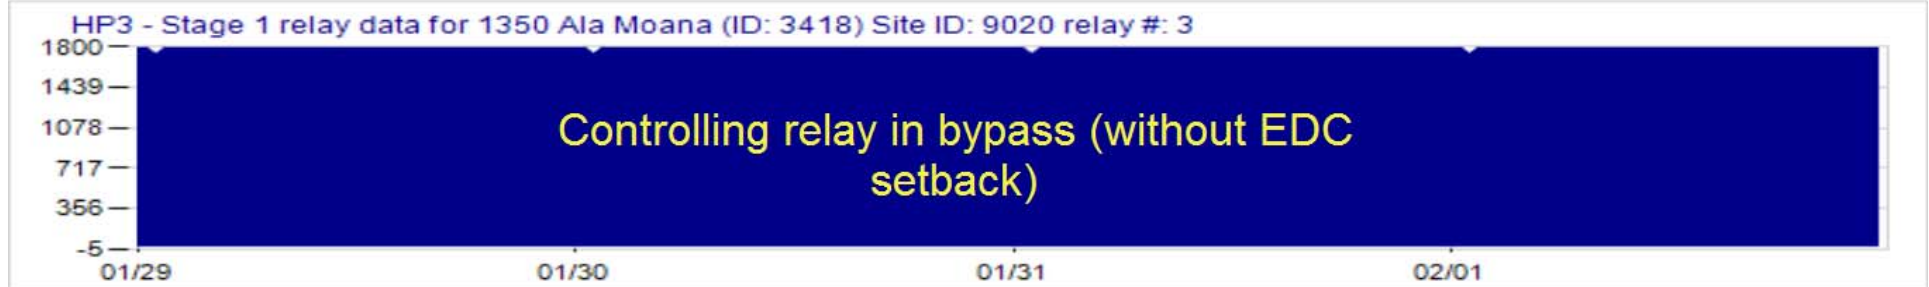 HP3 - Stage 1 relay data for 1350 Ala Moana (ID: 3418) Site ID: 9020 relay #: 3
1800
1439
1078
717
356
-5
Controlling relay in bypass (without EDC
setback)
01/29 01/30 01/31 02/01